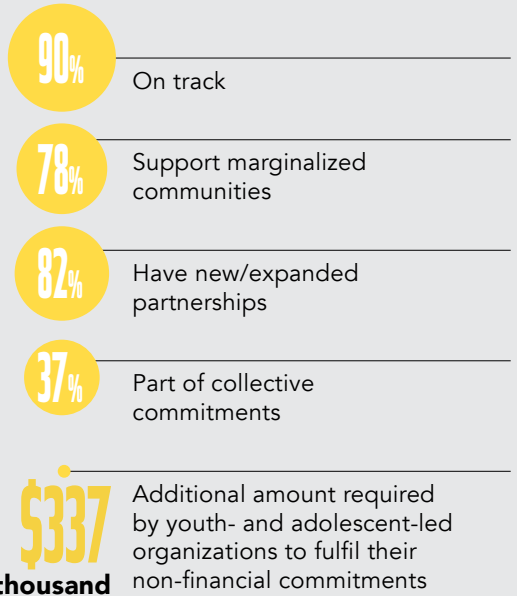 90%
On track
78%
Support marginalized
communities
82%
Have new/expanded
partnerships
37%
Part of collective
commitments
$337
thousand
Additional amount required
by youth- and adolescent-led
organizations to fulfil their
non-financial commitments